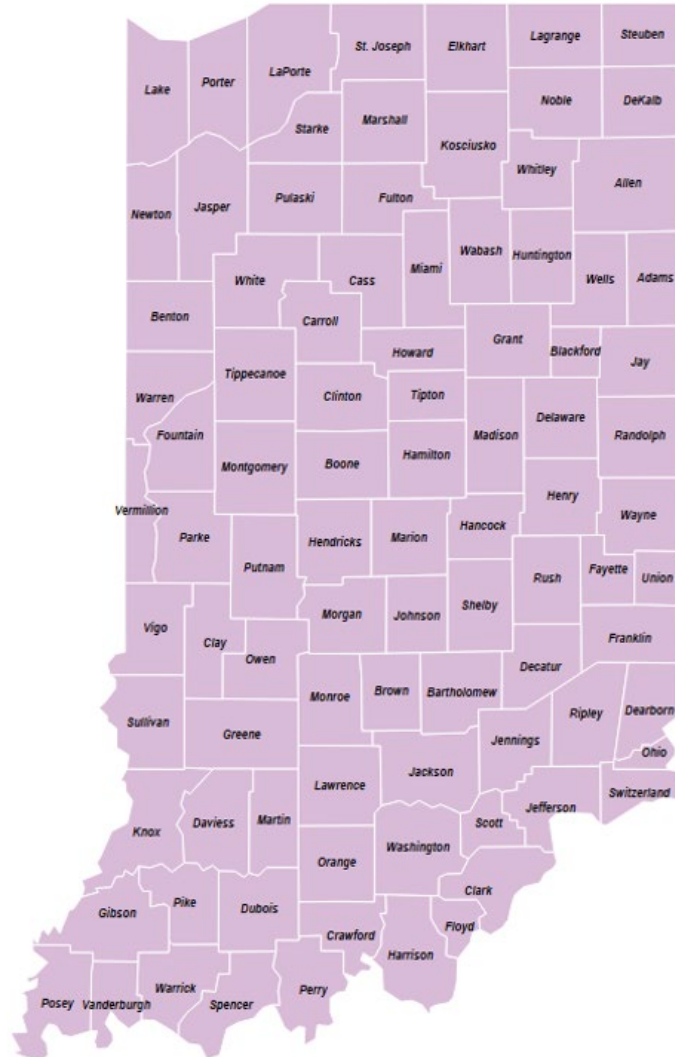 St. Joseph
Elkhart
Lagrange
Steuben
Lake
Porter
LaPorte
Noble
DeKalb
Starke
Marshall
Kosciusko
Whitley
Allen
Newton
Jasper
Pulaski
Fulton
White
Cass
Miami
Wabash
Huntington
Wells
Adams
Benton
Carroll
Grant
Blackford
Howard
Jay
Tippecanoe
Warren
Clinton
Tipton
Fountain
Madison
Delaware
Randolph
Montgomery
Boone
Hamilton
Henry
Vermillion
Wayne
Parke
Putnam
Hendricks
Marion
Hancock
Rush
Fayette
Union
Morgan
Johnson
Shelby
Vigo
Clay
Owen
Franklin
Monroe
Brown
Bartholomew
Decatur
Sullivan
Greene
Ripley
Dearborn
Jennings
Ohio
Lawrence
Jackson
Switzerland
Jefferson
Knox
Daviess
Martin
Scott
Washington
Orange
Clark
Gibson
Pike
Dubois
Floyd
Crawford
Harrison
Posey
Vanderburgh
Warrick
Spencer
Perry